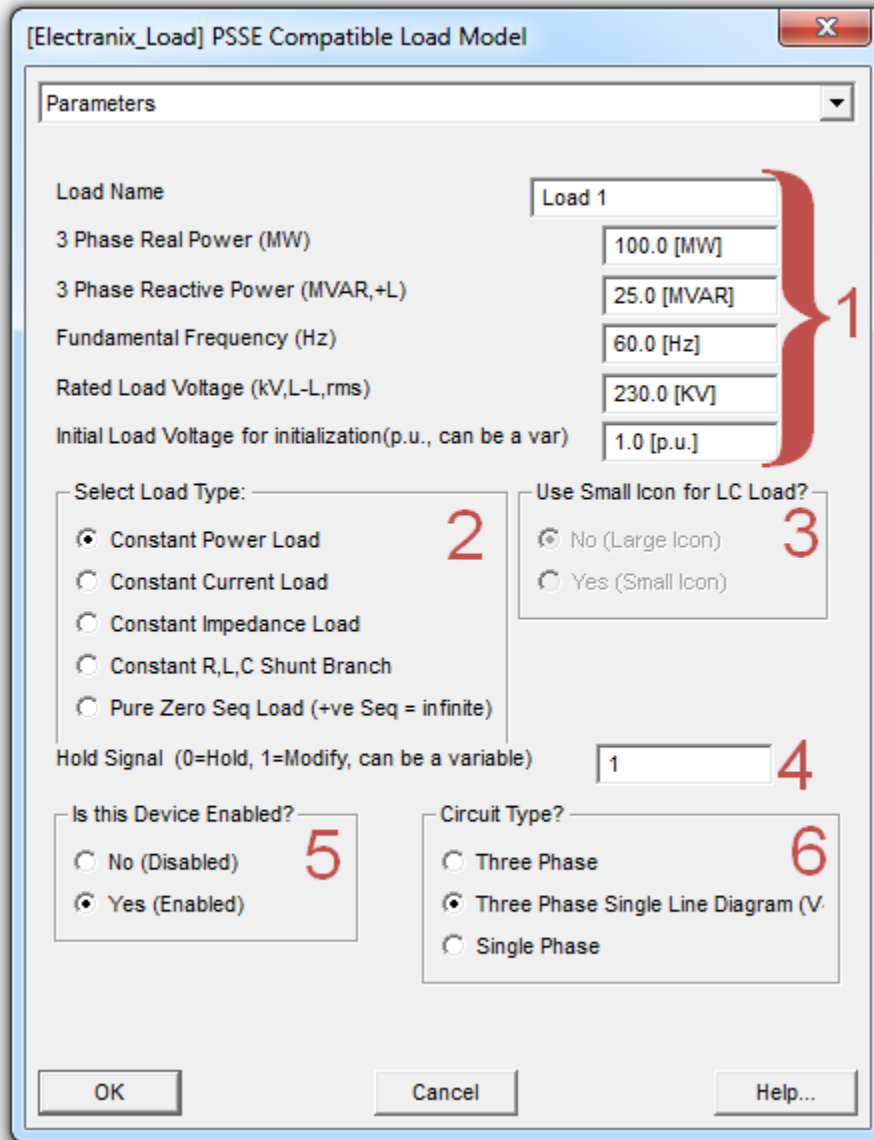 [Electranix_Load] PSSE Compatible Load Model
x
Parameters
Load Name Load 1
3 Phase Real Power (MW) 100.0 [MW]
3 Phase Reactive Power (MVAR,+L) 25.0 [MVAR]
1
Fundamental Frequency (Hz) 60.0 [Hz]
Rated Load Voltage (kV,L-L,rms) 230.0 [KV]
Initial Load Voltage for initialization(p.u., can be a var) 1.0 [p.u.]
Select Load Type:
2
Constant Power Load
Constant Current Load
Constant Impedance Load
Constant R,L,C Shunt Branch
Pure Zero Seq Load (+ve Seq = infinite)
Use Small Icon for LC Load?
3
No (Large Icon)
Yes (Small Icon)
Hold Signal (0=Hold, 1=Modify, can be a variable) 1 4
Is this Device Enabled?
5
No (Disabled)
Yes (Enabled)
Circuit Type?
6
Three Phase
Three Phase Single Line Diagram (V-
Single Phase
OK Cancel Help...